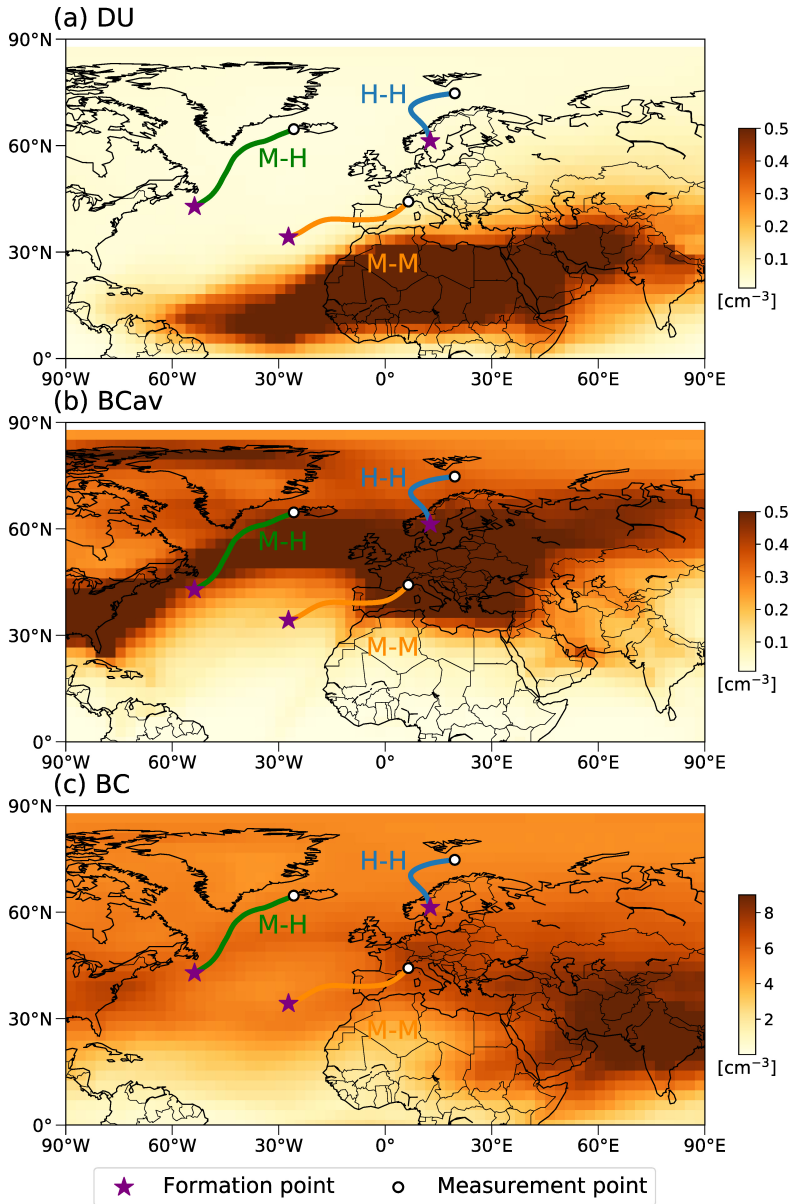 (a) DU
90°N
60°N
30°N
0°
90°W 60°W 30°W 0° 30°E 60°E 90°E
H-H
M-H
M-M
0.5
0.4
0.3
0.2
0.1
[cm⁻³]
(b) BCav
90°N
60°N
30°N
0°
90°W 60°W 30°W 0° 30°E 60°E 90°E
H-H
M-H
M-M
0.5
0.4
0.3
0.2
0.1
[cm⁻³]
(c) BC
90°N
60°N
30°N
0°
90°W 60°W 30°W 0° 30°E 60°E 90°E
H-H
M-H
M-M
8
6
4
2
[cm⁻³]
Formation point Measurement point